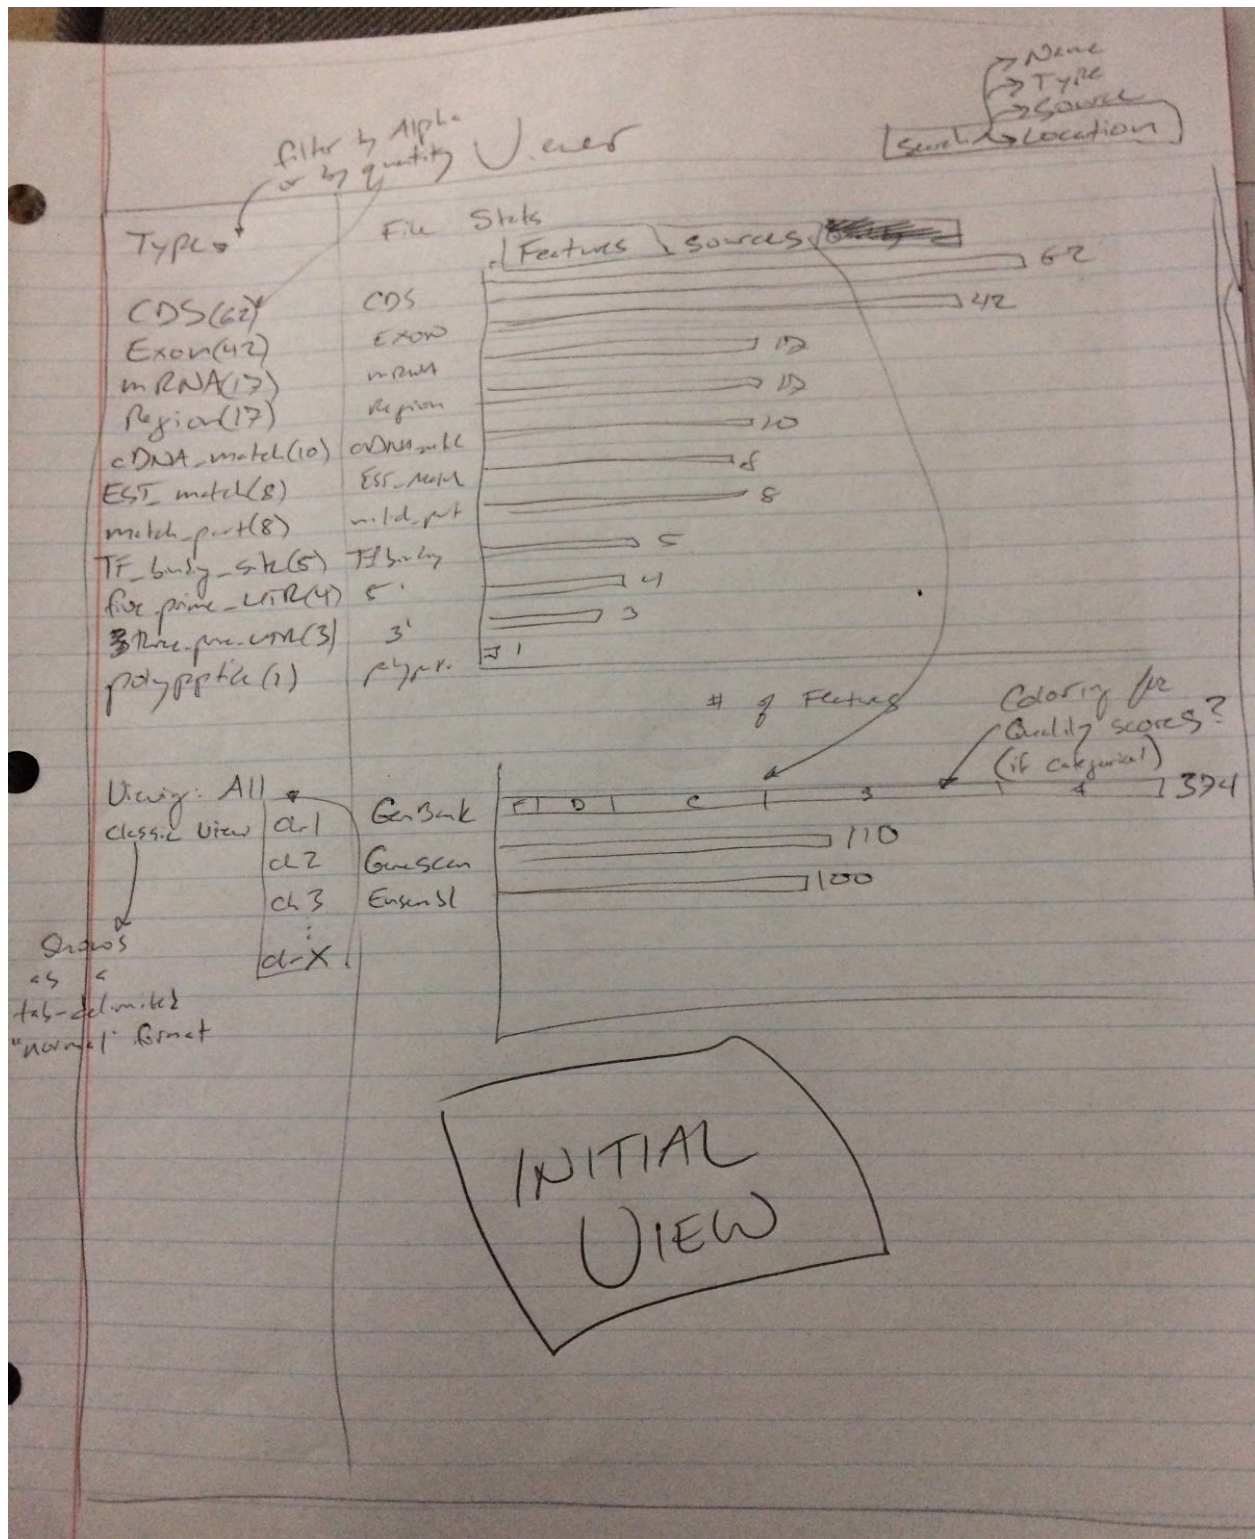 Name
Type
Source
Search Location
filter by Alpha
or by quantity
Viewer
Type
File Stats
Features Sources
CDS(62) CDS 62
Exon(42) Exon 42
mRNA(17) mRNA 17
Region(17) Region 17
cDNA_match(10) 10
EST_match(8) EST_match 8
match_part(8) 8
TF_bindg_site(5) TF bindg 5
five_prime_UTR(4) 5' 4
three_prime_UTR(3) 3' 3
(1) 1
# of Features
Coloring for
Quality scores?
(if categorical)
Viewing: All
Classic View
ch1 GenBank F D C B A 374
ch2 Genescan 110
ch3 Ensembl 100
⋮
ch X
Shows
as a
tab-delimited
"normal" format
INITIAL
VIEW